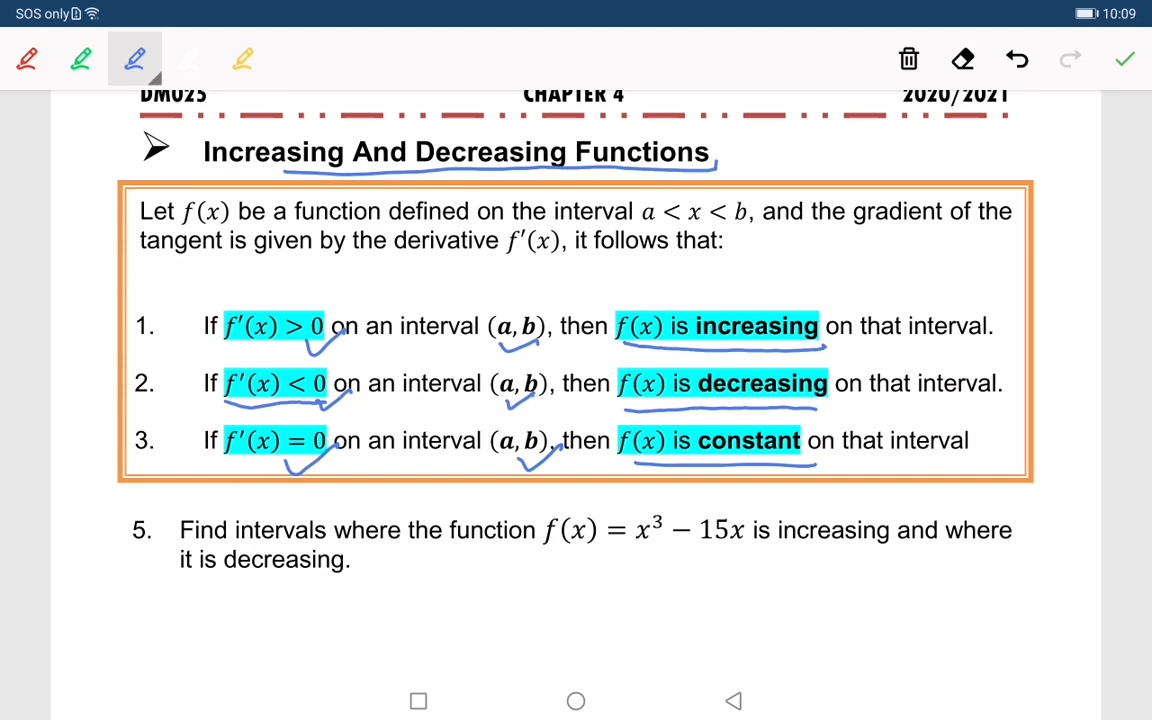 SOS only 10:09
DM025 CHAPTER 4 2020/2021
➢ Increasing And Decreasing Functions
Let f(x) be a function defined on the interval a < x < b, and the gradient of the
tangent is given by the derivative f′(x), it follows that:
1. If f′(x) > 0 on an interval (a, b), then f(x) is increasing on that interval.
2. If f′(x) < 0 on an interval (a, b), then f(x) is decreasing on that interval.
3. If f′(x) = 0 on an interval (a, b), then f(x) is constant on that interval
5. Find intervals where the function f(x) = x³ − 15x is increasing and where
it is decreasing.